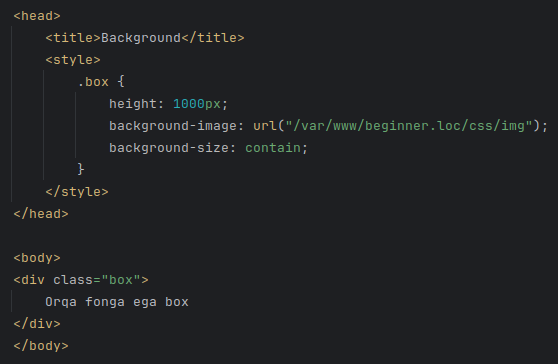 <head>
    <title>Background</title>
    <style>
        .box {
            height: 1000px;
            background-image: url("/var/www/beginner.loc/css/img");
            background-size: contain;
        }
    </style>
</head>

<body>
<div class="box">
    Orqa fonga ega box
</div>
</body>